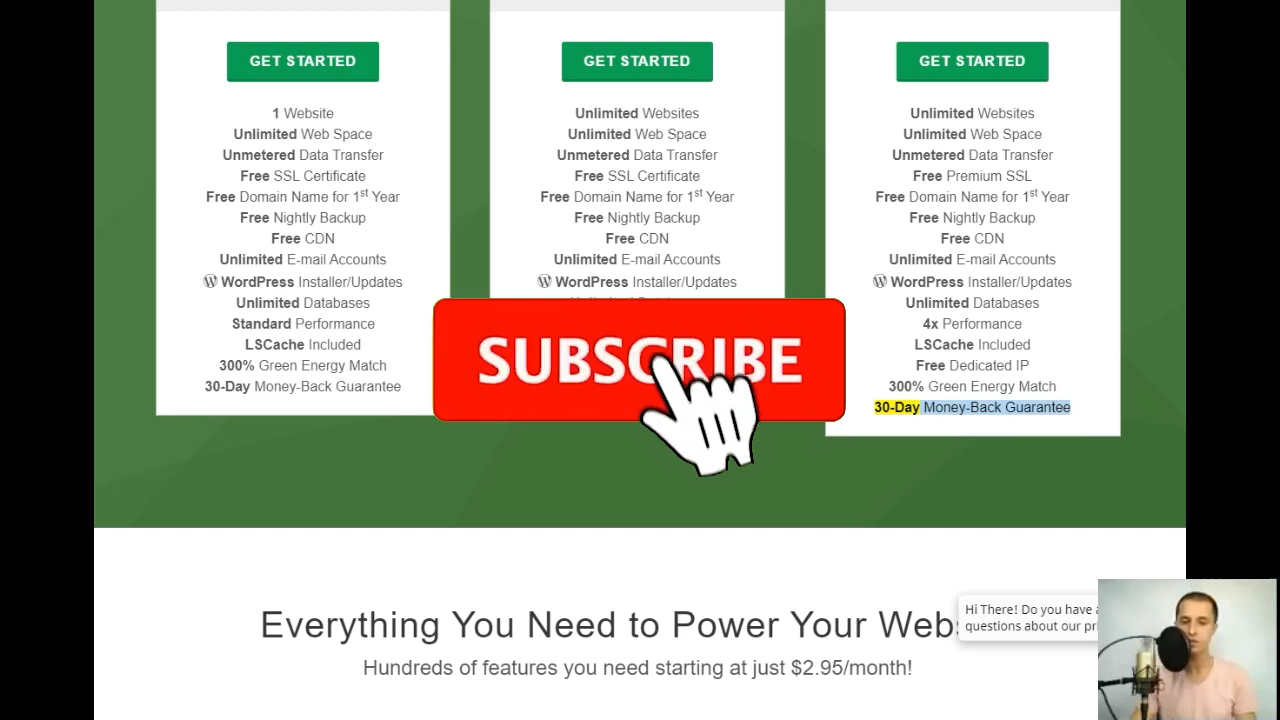 GET STARTED
1 Website
Unlimited Web Space
Unmetered Data Transfer
Free SSL Certificate
Free Domain Name for 1st Year
Free Nightly Backup
Free CDN
Unlimited E-mail Accounts
WordPress Installer/Updates
Unlimited Databases
Standard Performance
LSCache Included
300% Green Energy Match
30-Day Money-Back Guarantee
GET STARTED
Unlimited Websites
Unlimited Web Space
Unmetered Data Transfer
Free SSL Certificate
Free Domain Name for 1st Year
Free Nightly Backup
Free CDN
Unlimited E-mail Accounts
WordPress Installer/Updates
SUBSCRIBE
GET STARTED
Unlimited Websites
Unlimited Web Space
Unmetered Data Transfer
Free Premium SSL
Free Domain Name for 1st Year
Free Nightly Backup
Free CDN
Unlimited E-mail Accounts
WordPress Installer/Updates
Unlimited Databases
4x Performance
LSCache Included
Free Dedicated IP
300% Green Energy Match
30-Day Money-Back Guarantee
Everything You Need to Power Your
Hundreds of features you need starting at just $2.95/month!
Hi There! Do you have
questions about our